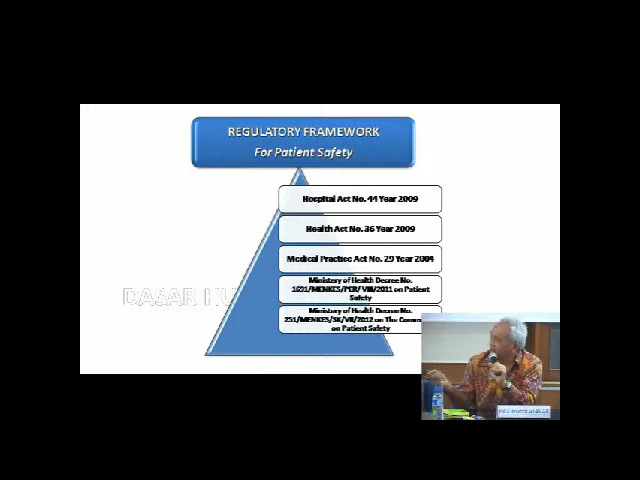 REGULATORY FRAMEWORK
For Patient Safety
Hospital Act No. 44 Year 2009
Health Act No. 36 Year 2009
Medical Practice Act No. 29 Year 2004
Ministry of Health Decree No.
1691/MENKES/PER/ VIII/2011 on Patient
Safety
Ministry of Health Decree No.
251/MENKES/SK/VII/2012 on The
on Patient Safety
DASAR HU